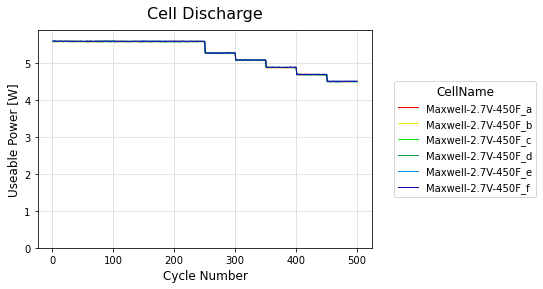 Cell Discharge
Useable Power [W]
5
4
3
2
1
0
0 100 200 300 400 500
Cycle Number
CellName
Maxwell-2.7V-450F_a
Maxwell-2.7V-450F_b
Maxwell-2.7V-450F_c
Maxwell-2.7V-450F_d
Maxwell-2.7V-450F_e
Maxwell-2.7V-450F_f